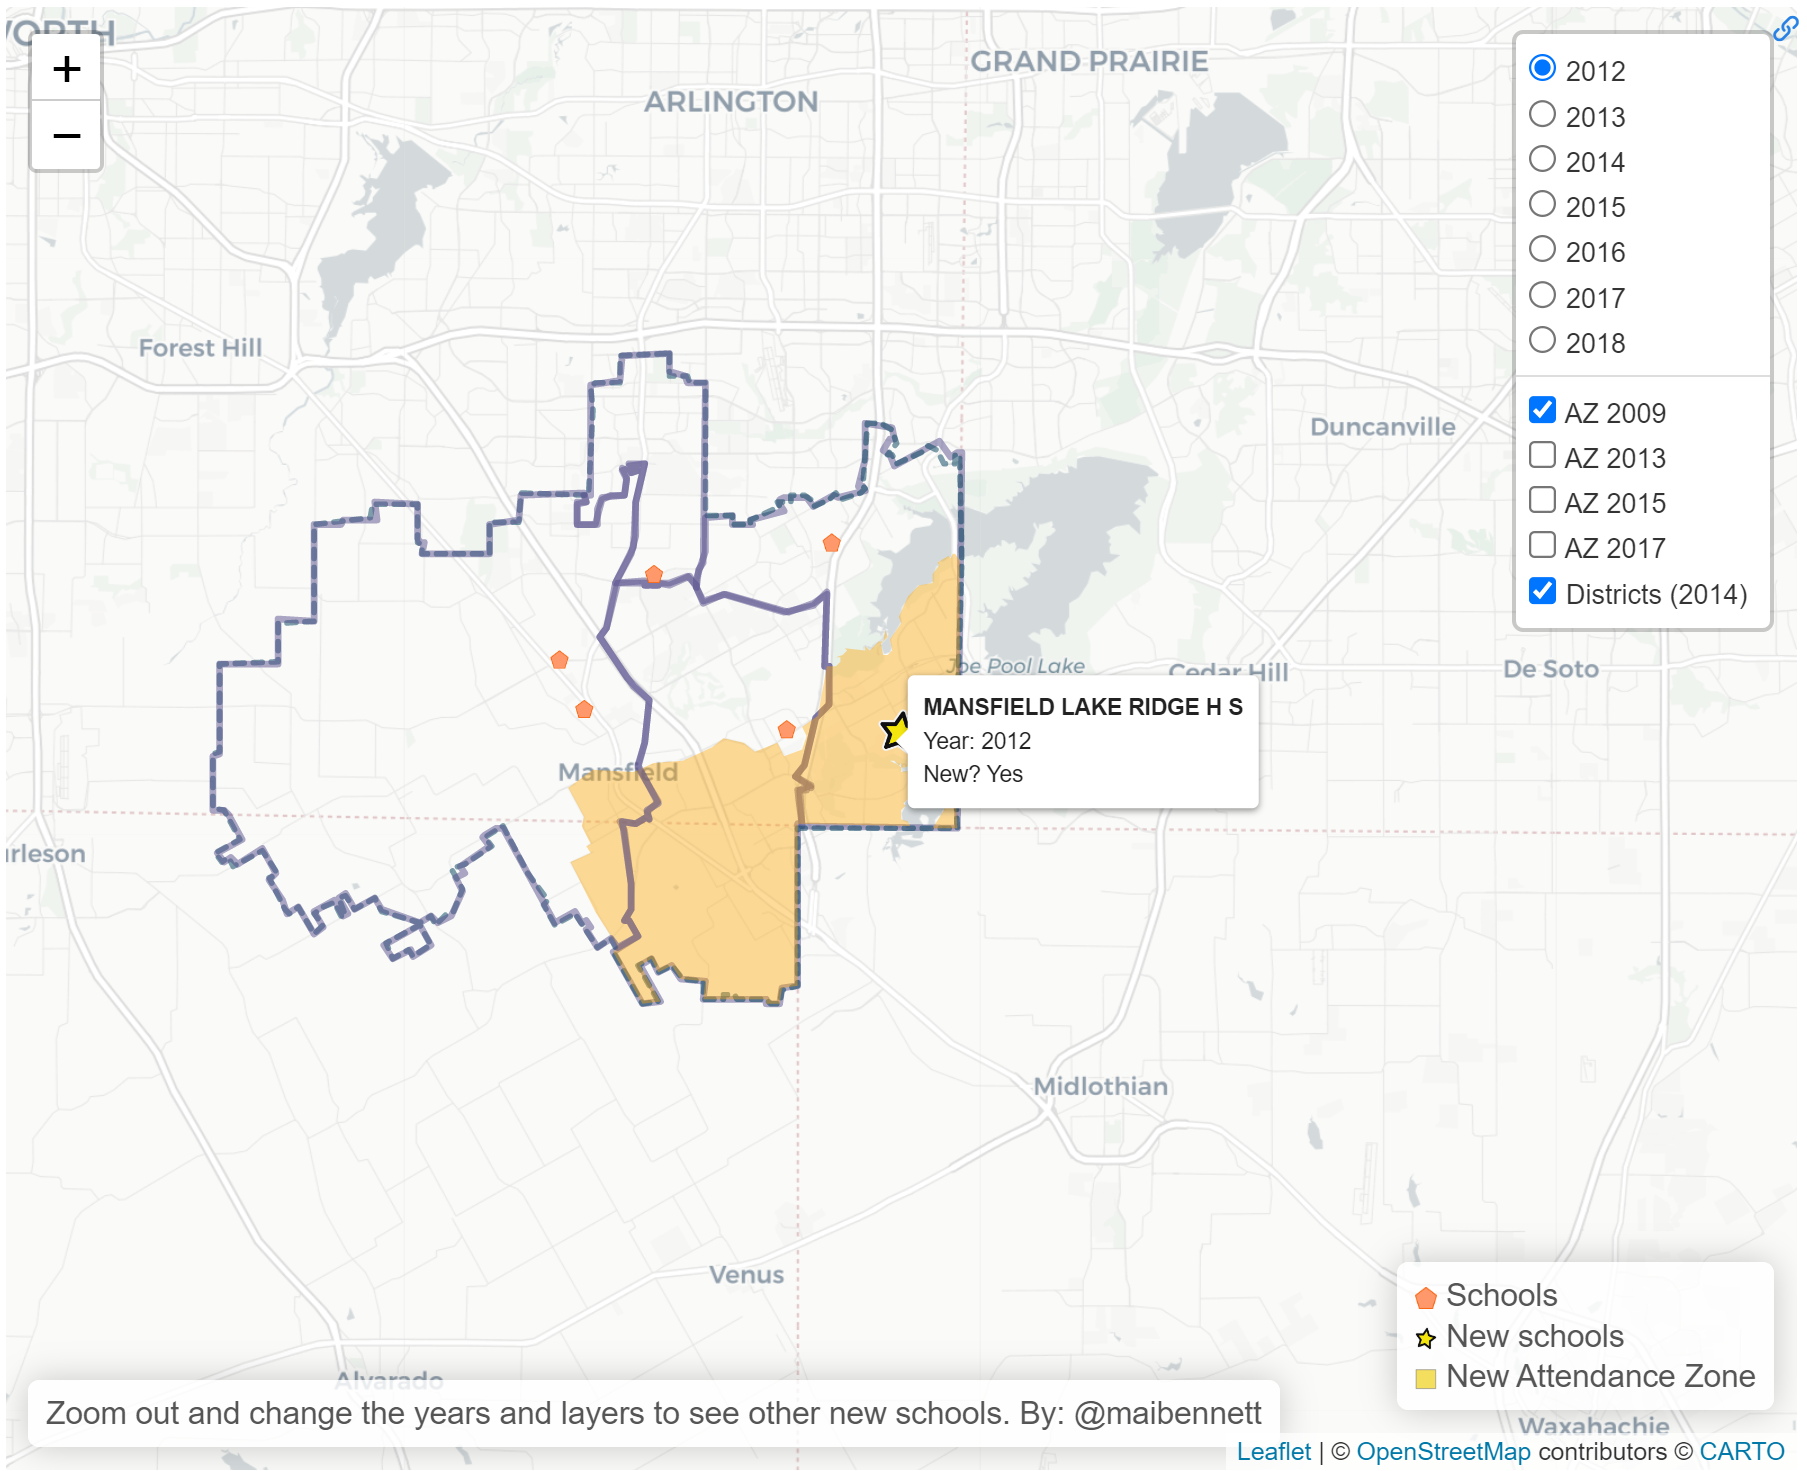 WORTH
GRAND PRAIRIE
ARLINGTON
+
−
2012
2013
2014
2015
2016
2017
2018
AZ 2009
AZ 2013
AZ 2015
AZ 2017
Districts (2014)
Forest Hill
Duncanville
Joe Pool Lake
Cedar Hill
De Soto
MANSFIELD LAKE RIDGE H S
Year: 2012
New? Yes
Mansfield
rleson
Midlothian
Venus
Alvarado
Schools
New schools
New Attendance Zone
Zoom out and change the years and layers to see other new schools. By: @maibennett
Waxahachie
Leaflet | © OpenStreetMap contributors © CARTO